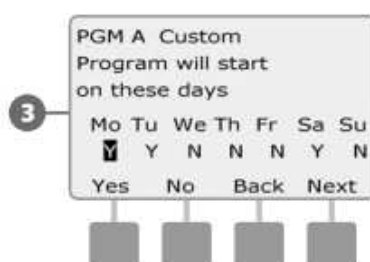 PGM A Custom
Program will start
on these days
3
Mo Tu We Th Fr Sa Su
Y Y N N N Y N
Yes No Back Next